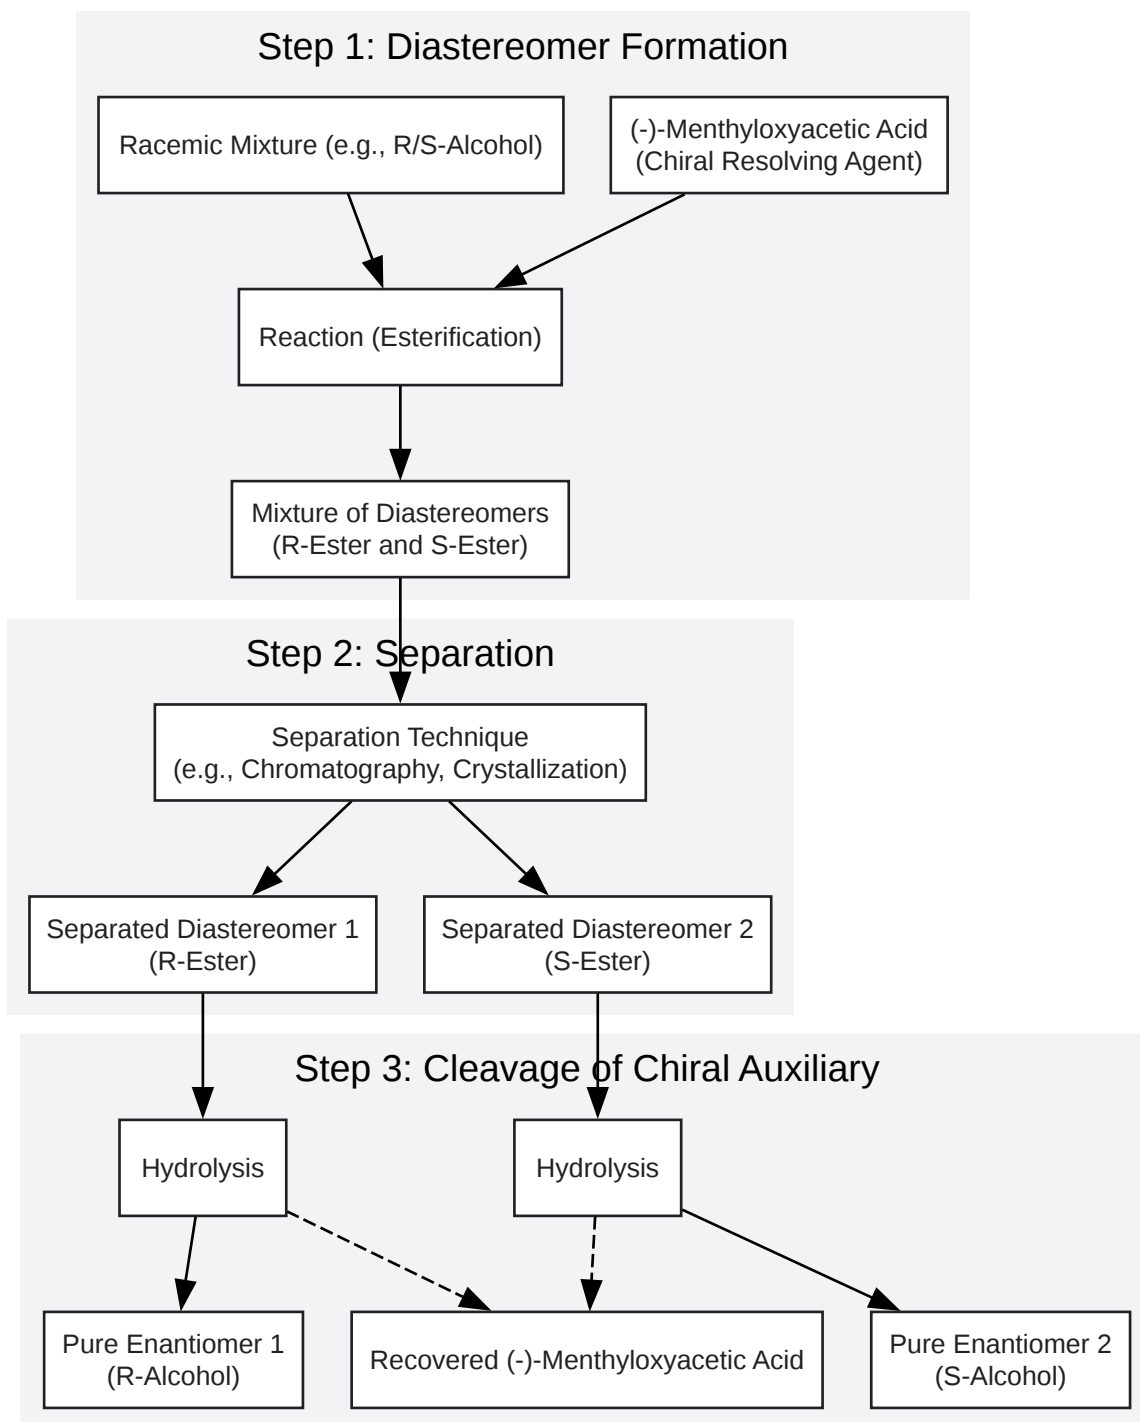 Step 1: Diastereomer Formation
Racemic Mixture (e.g., R/S-Alcohol)
(-)-Menthyloxyacetic Acid
(Chiral Resolving Agent)
Reaction (Esterification)
Mixture of Diastereomers
(R-Ester and S-Ester)
Step 2: Separation
Separation Technique
(e.g., Chromatography, Crystallization)
Separated Diastereomer 1
(R-Ester)
Separated Diastereomer 2
(S-Ester)
Step 3: Cleavage of Chiral Auxiliary
Hydrolysis
Hydrolysis
Pure Enantiomer 1
(R-Alcohol)
Recovered (-)-Menthyloxyacetic Acid
Pure Enantiomer 2
(S-Alcohol)